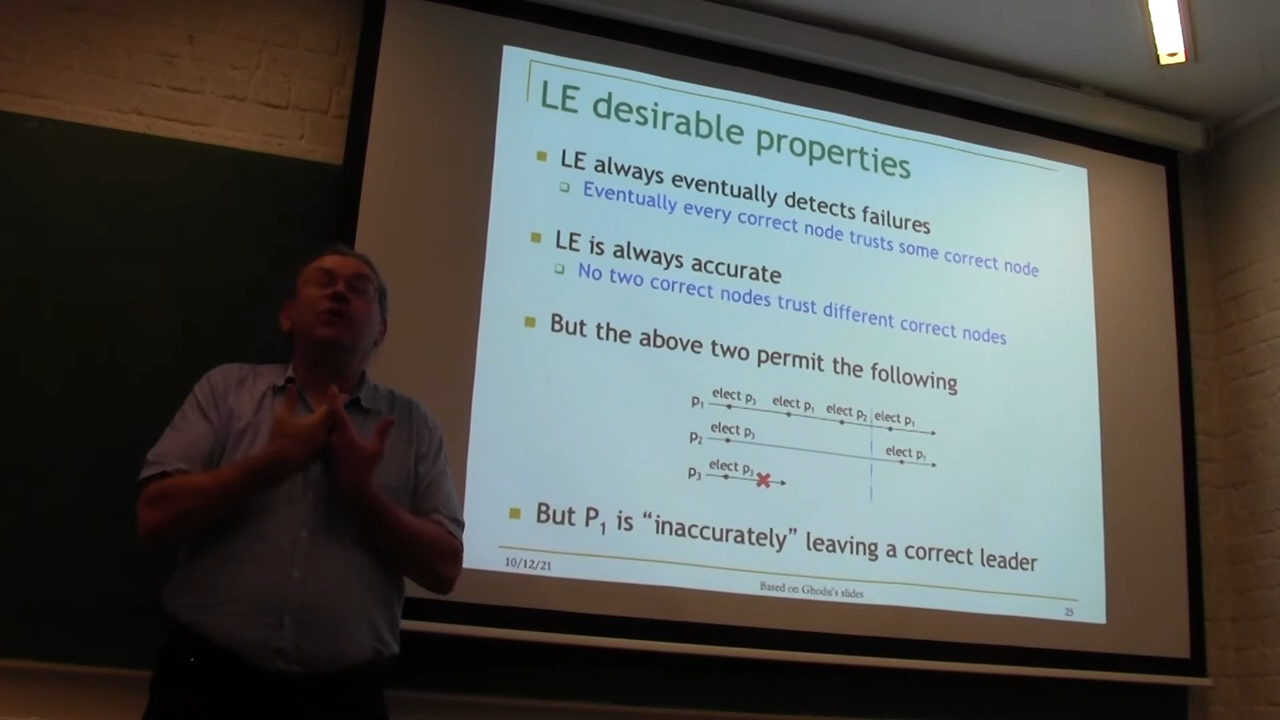 LE desirable properties
LE always eventually detects failures
Eventually every correct node trusts some correct node
LE is always accurate
No two correct nodes trust different correct nodes
But the above two permit the following
p₁ elect p₃ elect p₁ elect p₂ elect p₁
p₂ elect p₃ elect p₁
p₃ elect p₃
But P₁ is “inaccurately” leaving a correct leader
10/12/21
Based on Ghodsi's slides
25